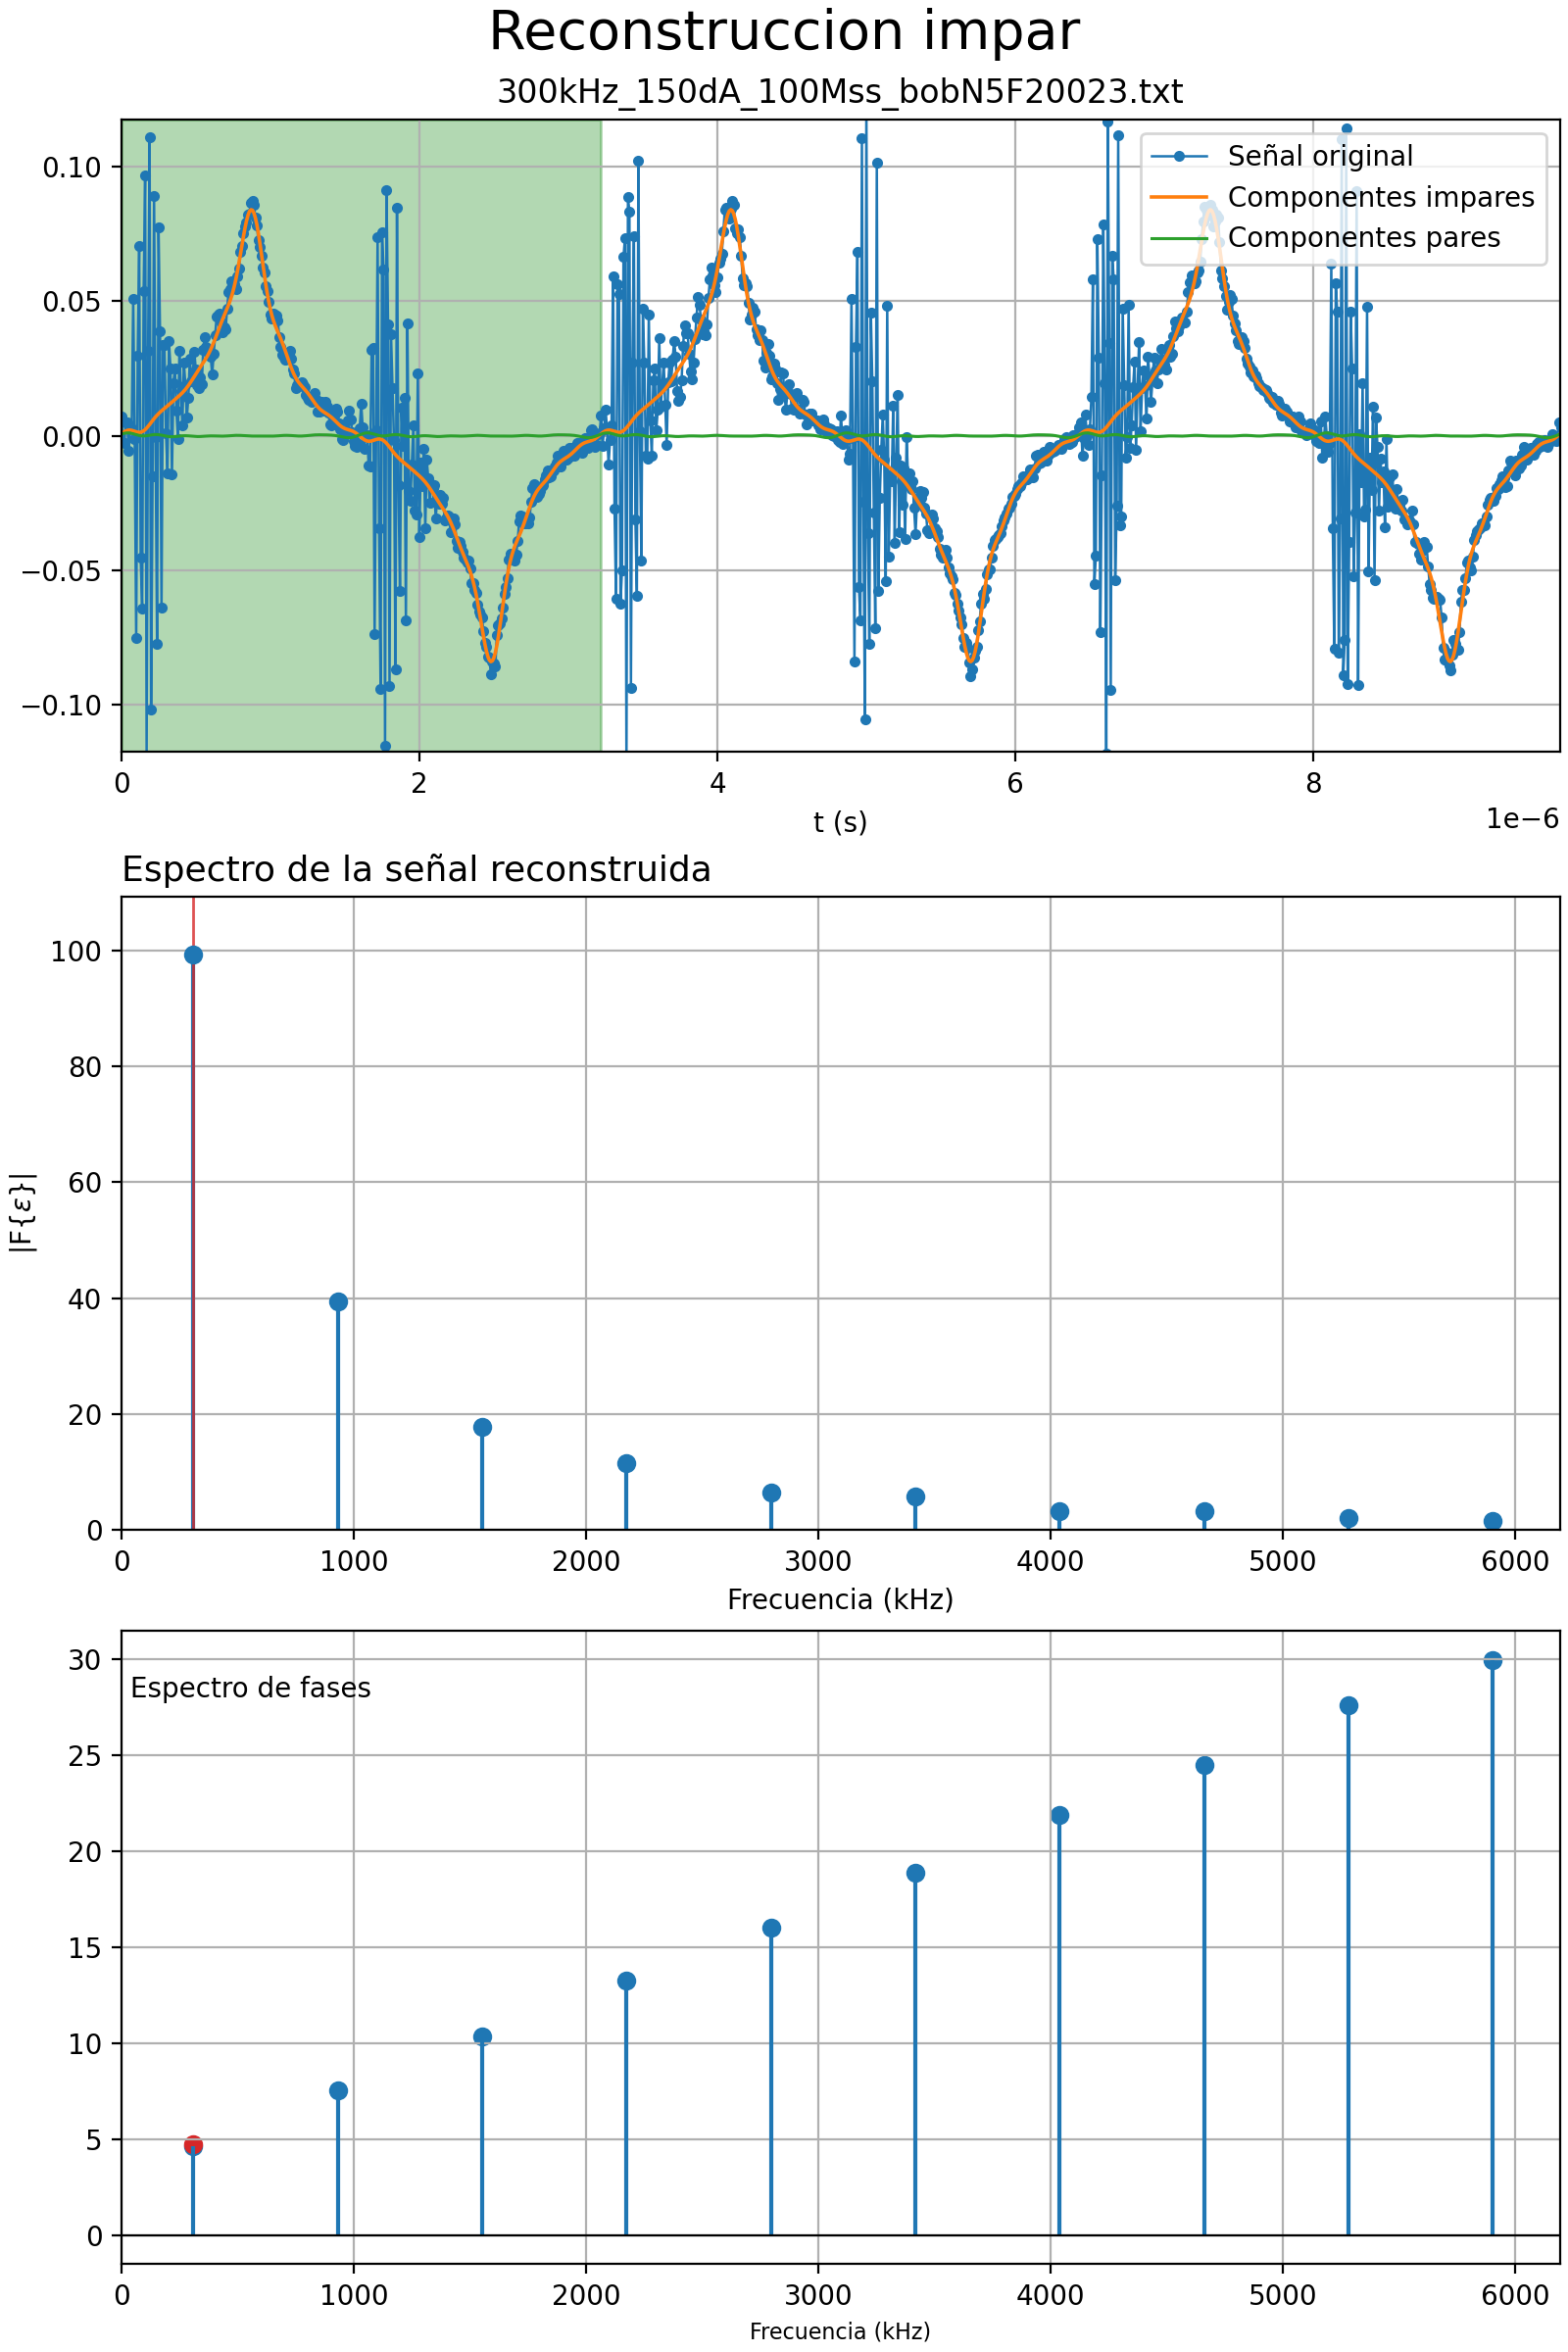 Reconstruccion impar
300kHz_150dA_100Mss_bobN5F20023.txt
0.10
0.05
0.00
−0.05
−0.10
Señal original
Componentes impares
Componentes pares
0 2 4 6 8
1e−6
t (s)
Espectro de la señal reconstruida
100
80
60
40
20
0
|F{ε}|
0 1000 2000 3000 4000 5000 6000
Frecuencia (kHz)
30
25
20
15
10
5
0
Espectro de fases
0 1000 2000 3000 4000 5000 6000
Frecuencia (kHz)